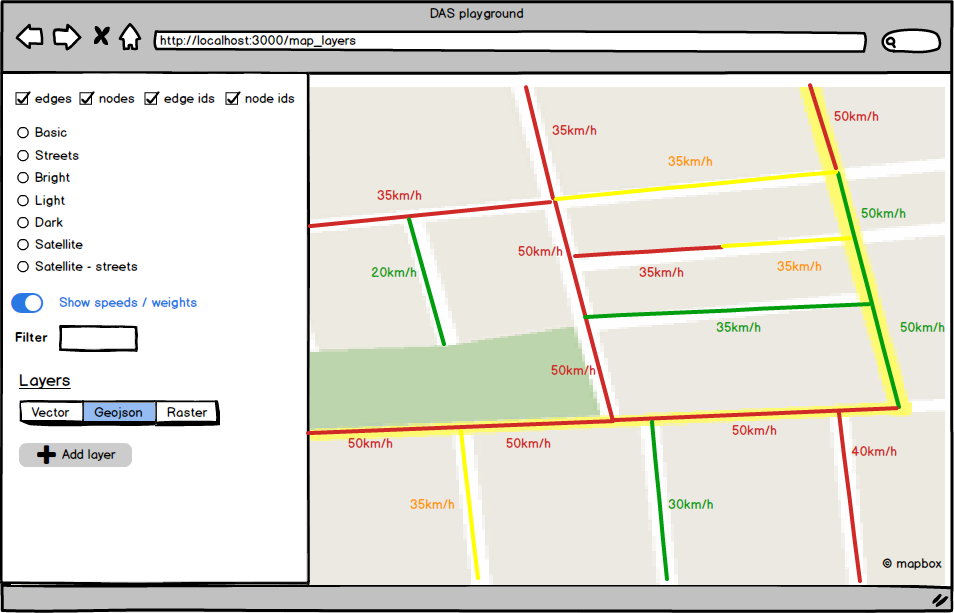 DAS playground
http://localhost:3000/map_layers
edges nodes edge ids node ids
Basic
Streets
Bright
Light
Dark
Satellite
Satellite - streets
Show speeds / weights
Filter
Layers
Vector Geojson Raster
Add layer
50km/h
35km/h
35km/h
35km/h
50km/h
50km/h
20km/h
35km/h
35km/h
35km/h
50km/h
50km/h
50km/h
50km/h
50km/h
40km/h
35km/h
30km/h
© mapbox